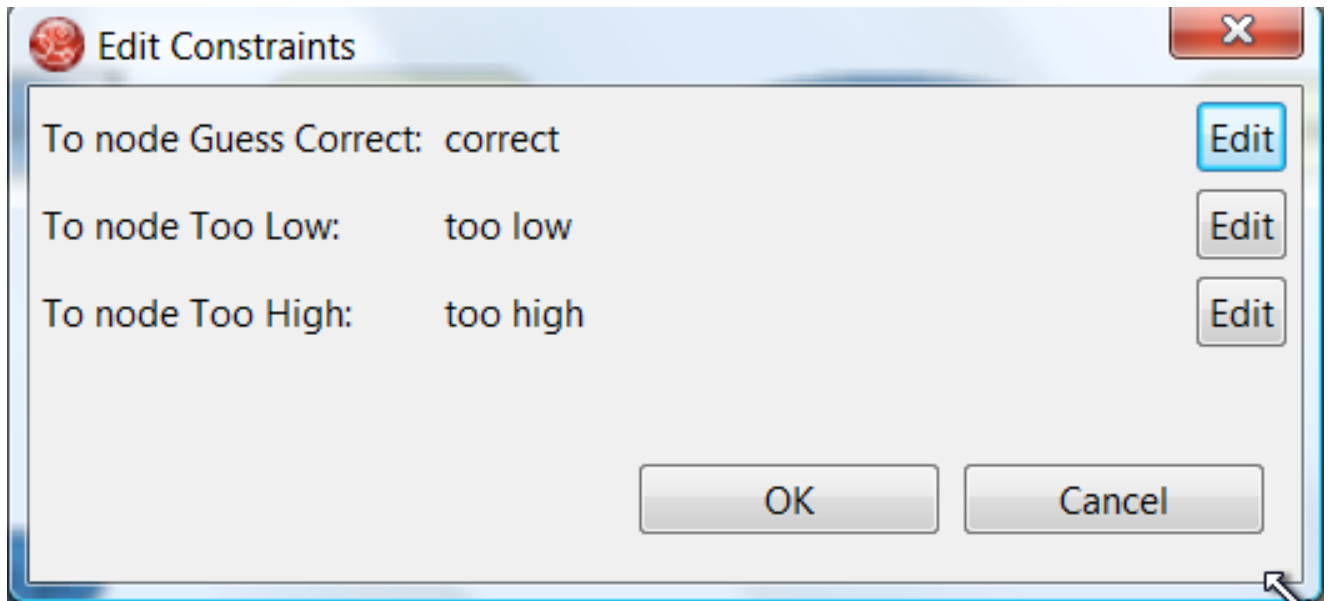 Edit Constraints
To node Guess Correct: correct Edit
To node Too Low: too low Edit
To node Too High: too high Edit
OK Cancel